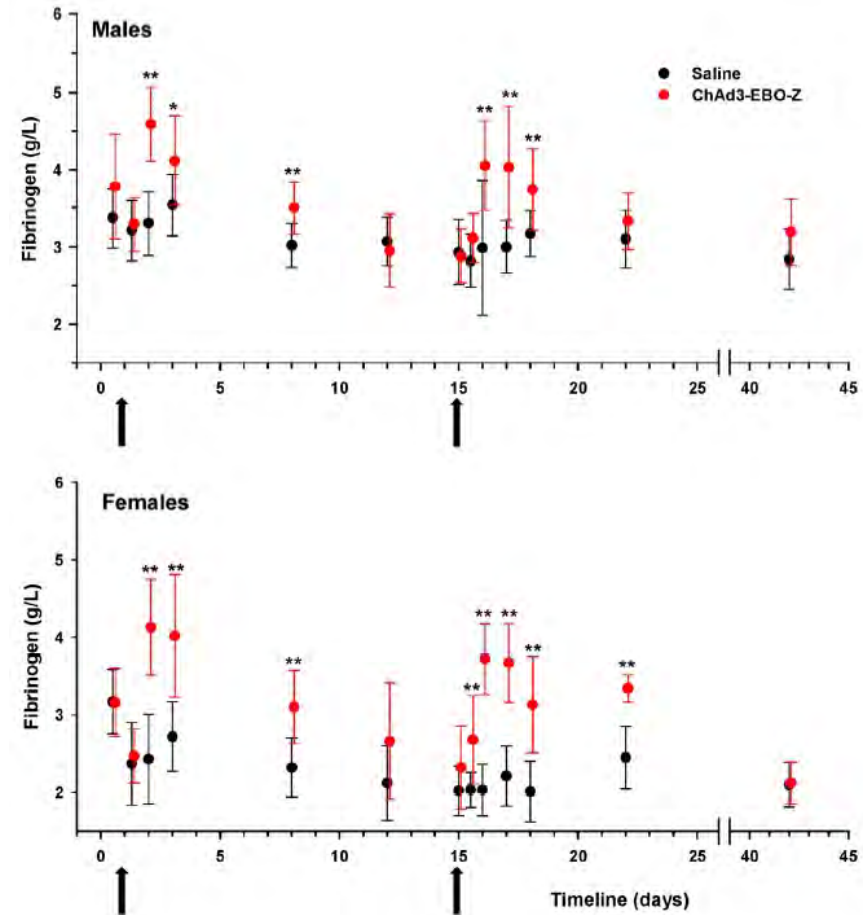 Males
Saline
ChAd3-EBO-Z
Fibrinogen (g/L)
6
5
4
3
2
** * ** ** ** **
0 5 10 15 20 25 40 45
Females
Fibrinogen (g/L)
6
5
4
3
2
** ** ** ** ** ** ** **
0 5 10 15 20 25 40 45
Timeline (days)